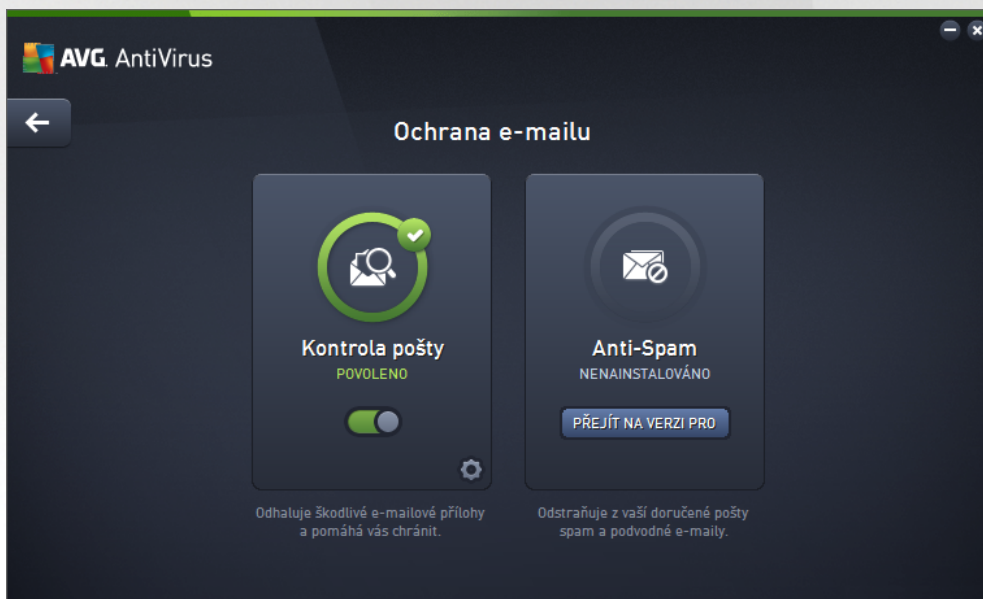 AVG. AntiVirus
Ochrana e-mailu
Kontrola pošty
POVOLENO
Odhaluje škodlivé e-mailové přílohy
a pomáhá vás chránit.
Anti-Spam
NENAINSTALOVÁNO
PŘEJÍT NA VERZI PRO
Odstraňuje z vaší doručené pošty
spam a podvodné e-maily.